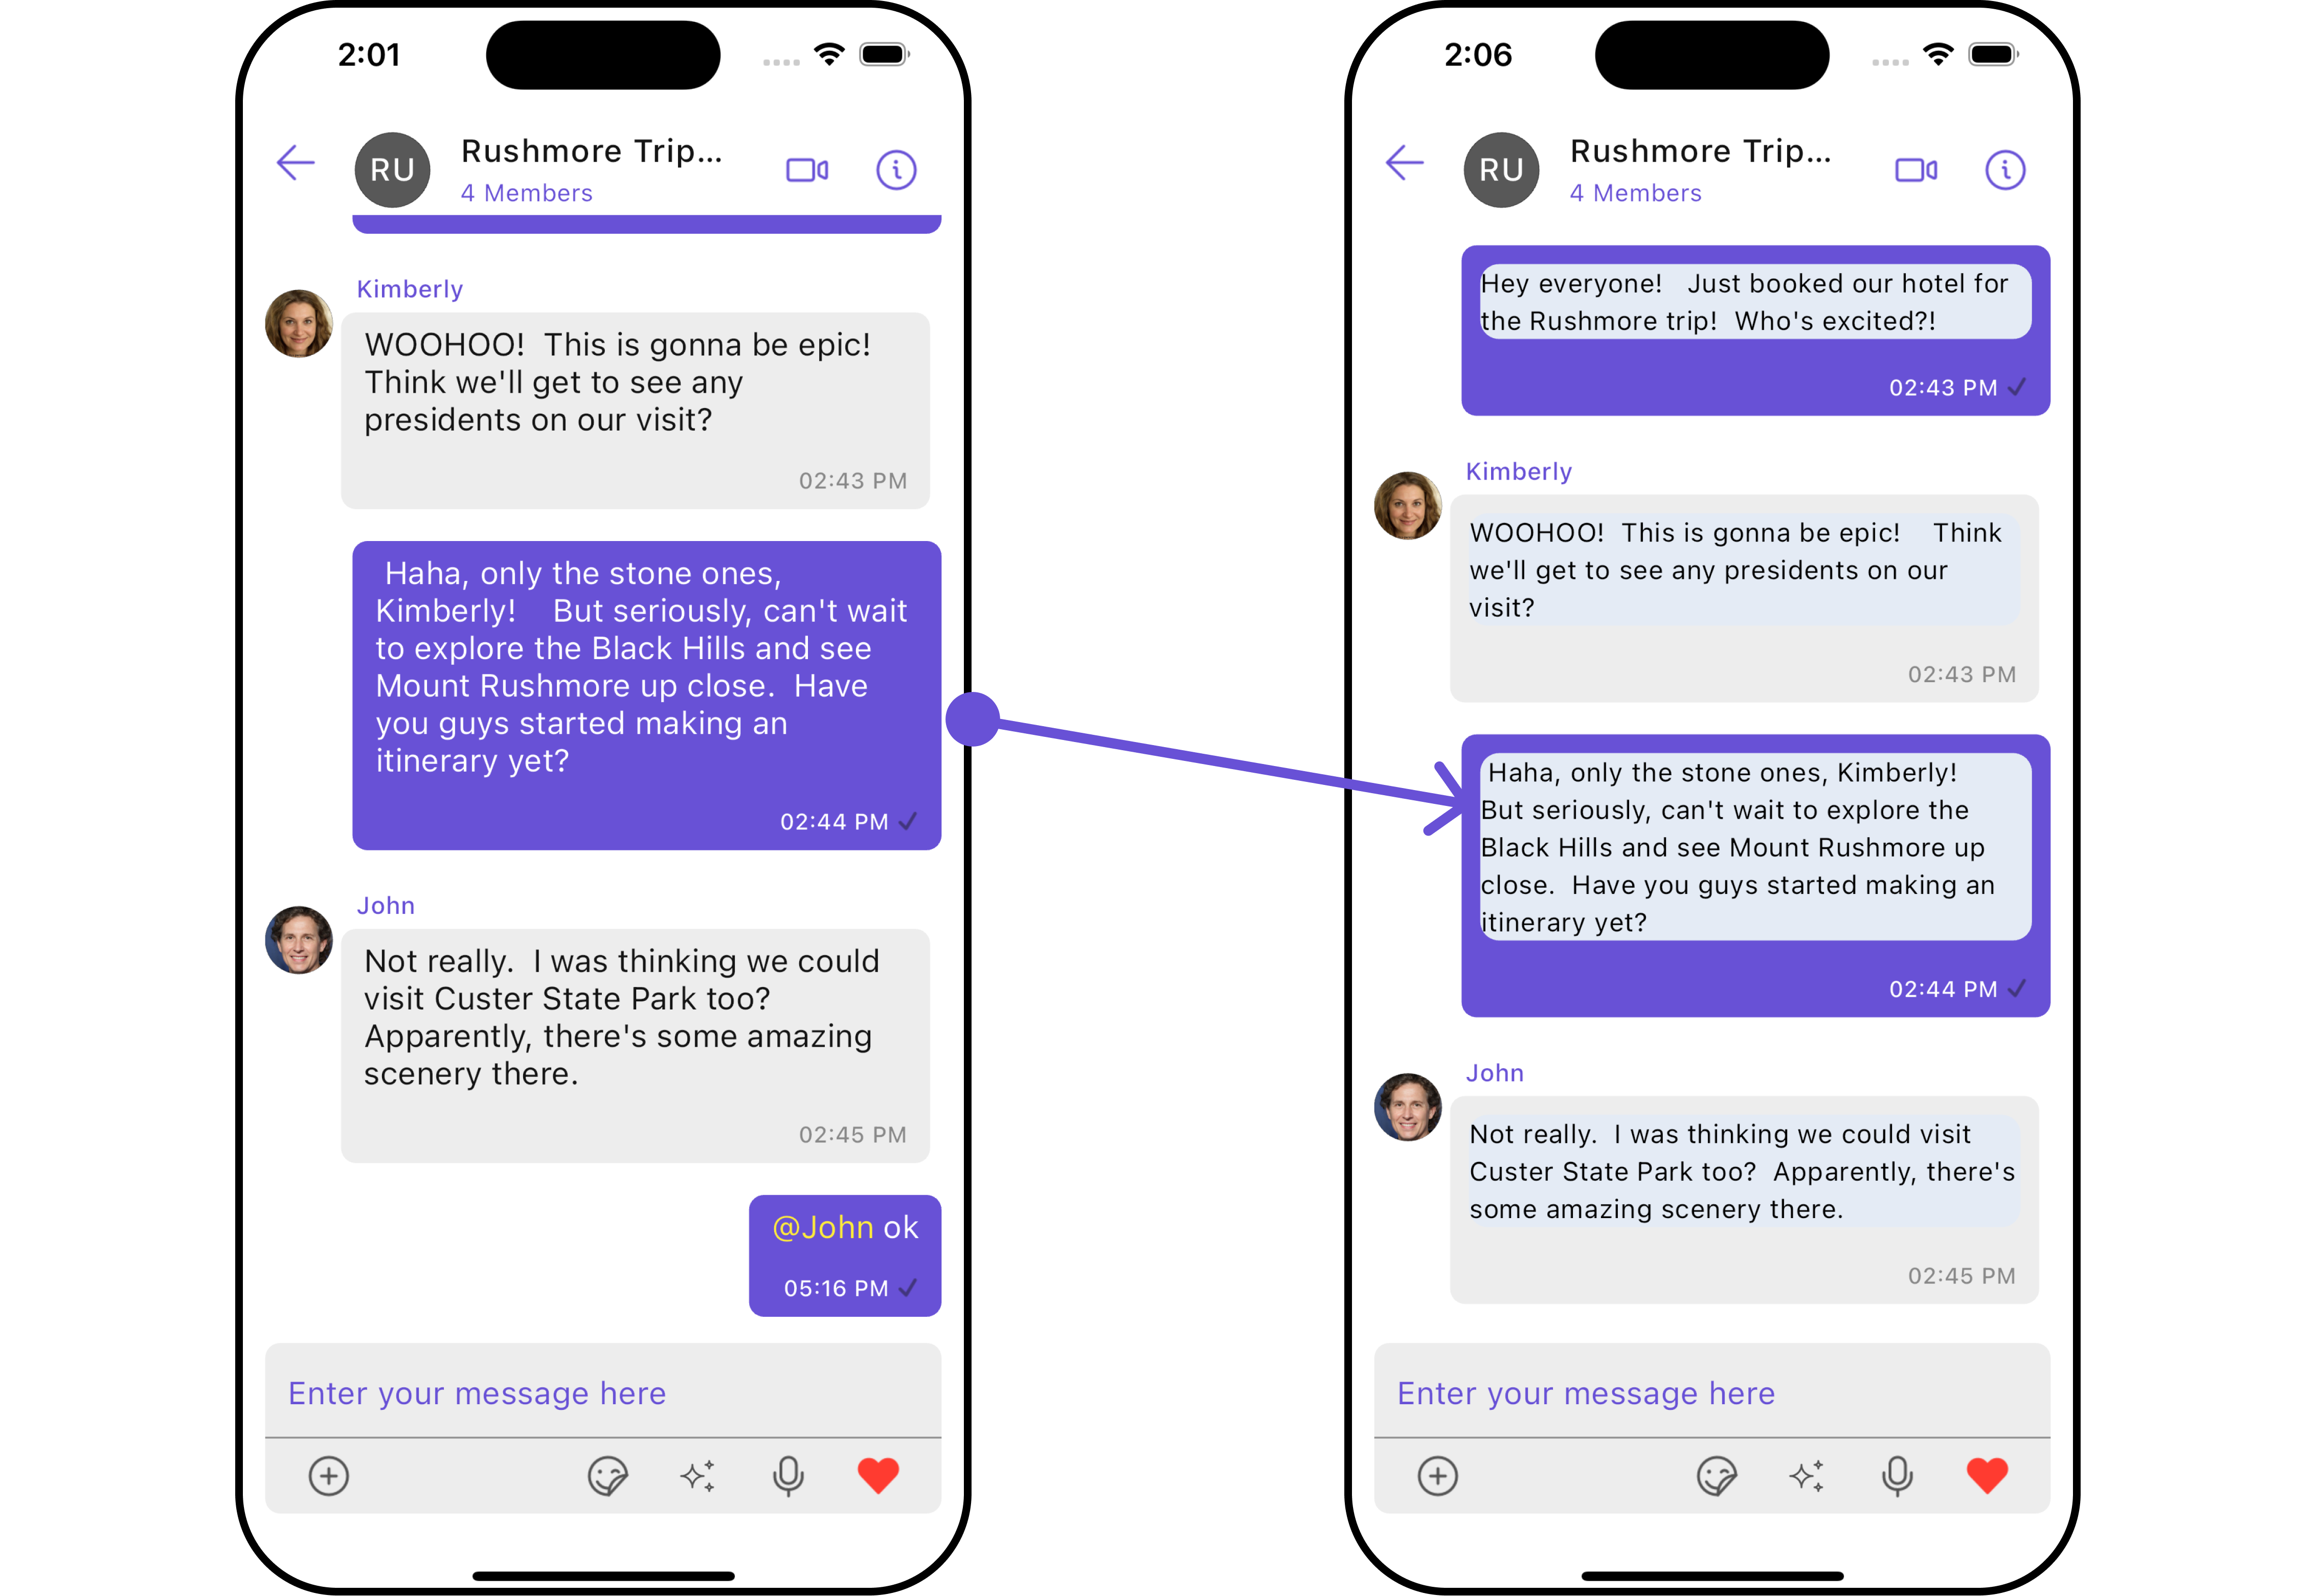 2:01
RU
Rushmore Trip...
4 Members
Kimberly
WOOHOO!  This is gonna be epic!
Think we'll get to see any
presidents on our visit?
02:43 PM
Haha, only the stone ones,
Kimberly!    But seriously, can't wait
to explore the Black Hills and see
Mount Rushmore up close.  Have
you guys started making an
itinerary yet?
02:44 PM
John
Not really.  I was thinking we could
visit Custer State Park too?
Apparently, there's some amazing
scenery there.
02:45 PM
@John ok
05:16 PM
Enter your message here
2:06
RU
Rushmore Trip...
4 Members
Hey everyone!   Just booked our hotel for
the Rushmore trip!  Who's excited?!
02:43 PM
Kimberly
WOOHOO!  This is gonna be epic!    Think
we'll get to see any presidents on our
visit?
02:43 PM
Haha, only the stone ones, Kimberly!
But seriously, can't wait to explore the
Black Hills and see Mount Rushmore up
close.  Have you guys started making an
itinerary yet?
02:44 PM
John
Not really.  I was thinking we could visit
Custer State Park too?  Apparently, there's
some amazing scenery there.
02:45 PM
Enter your message here